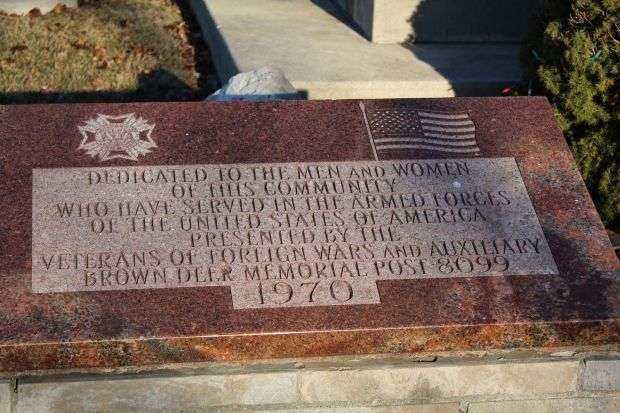 DEDICATED TO THE MEN AND WOMEN
OF THIS COMMUNITY
WHO HAVE SERVED IN THE ARMED FORCES
OF THE UNITED STATES OF AMERICA
PRESENTED BY THE
VETERANS OF FOREIGN WARS AND AUXILIARY
BROWN DEER MEMORIAL POST 8099
1970